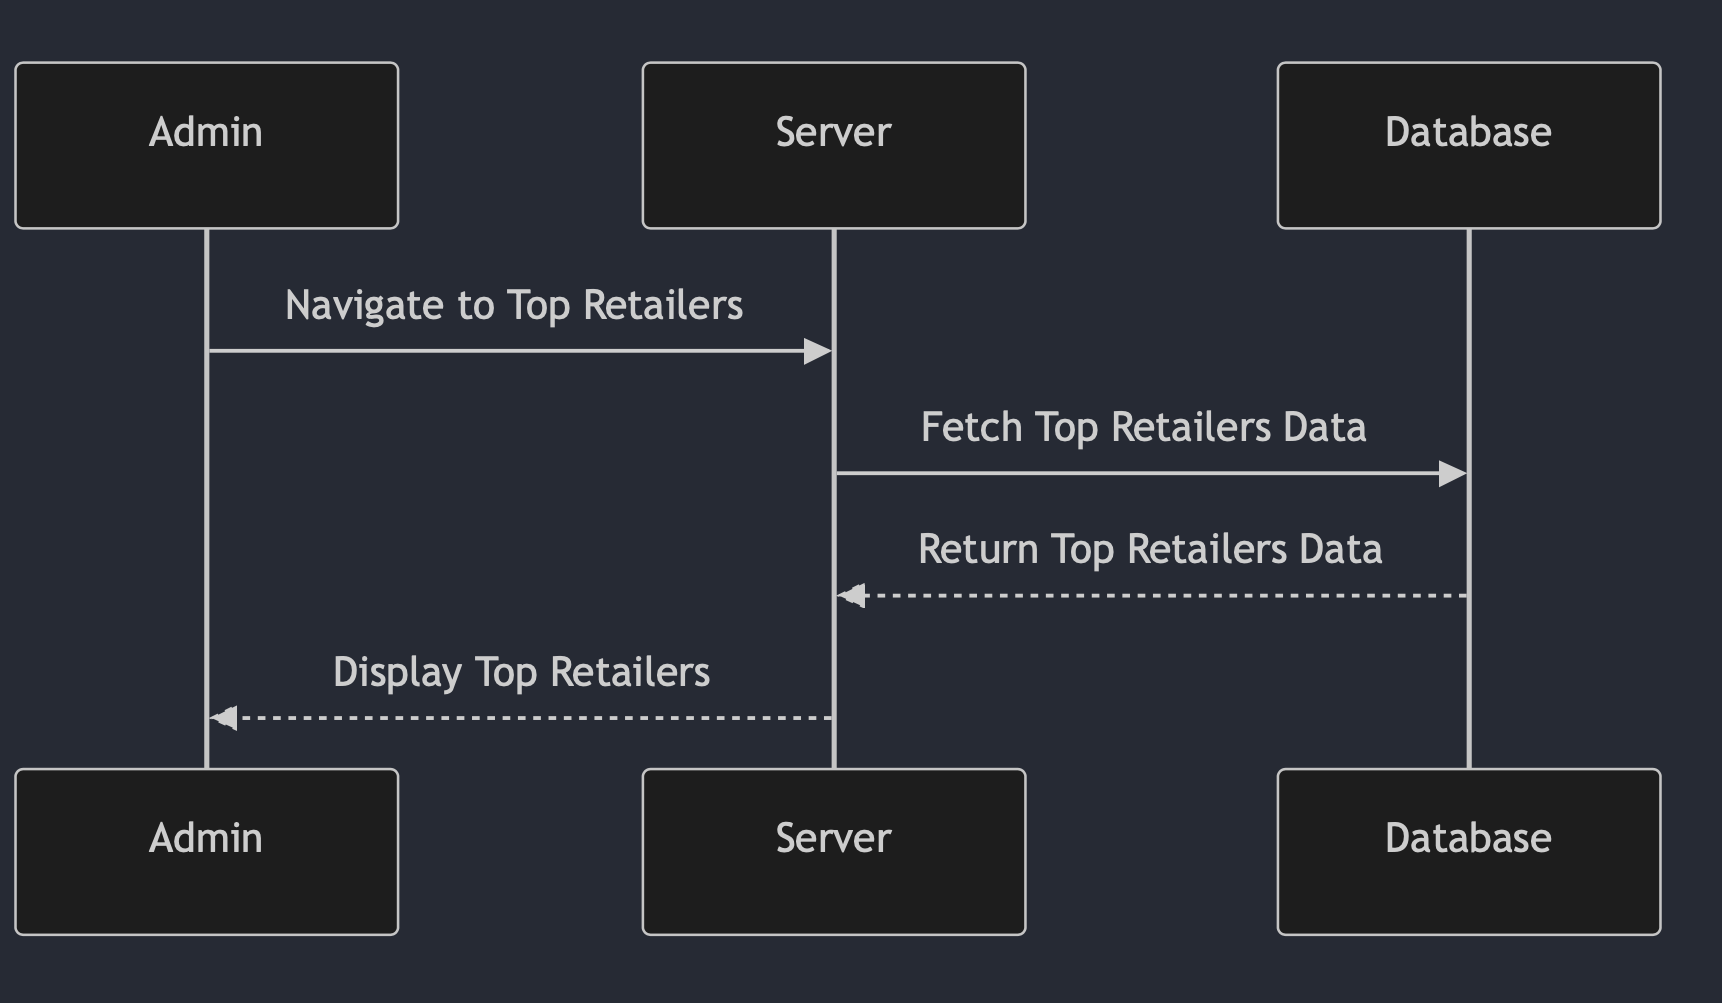 Admin
Server
Database
Navigate to Top Retailers
Fetch Top Retailers Data
Return Top Retailers Data
Display Top Retailers
Admin
Server
Database